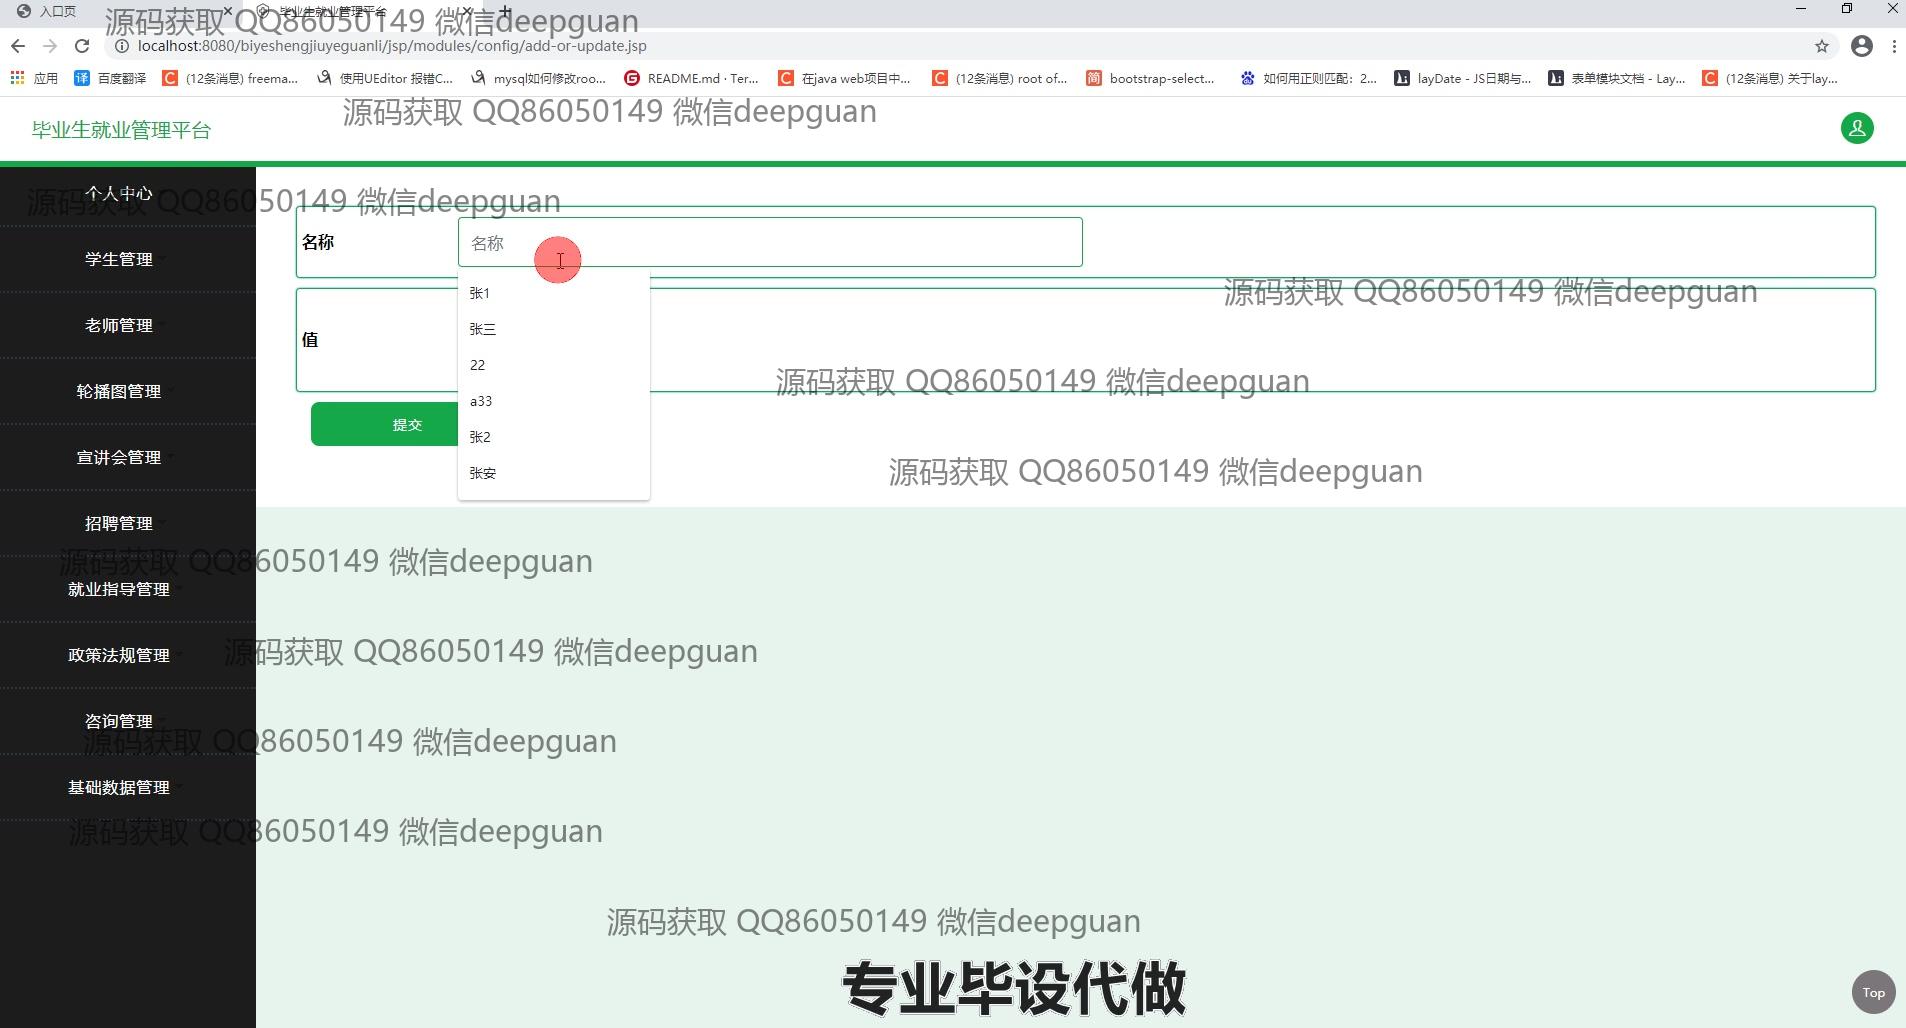 入口页
毕业生就业管理平台
源码获取 QQ86050149 微信deepguan
localhost:8080/biyeshengjiuyeguanli/jsp/modules/config/add-or-update.jsp
应用 百度翻译 (12条消息) freema... 使用UEditor 报错C... mysql如何修改roo... README.md · Ter... 在java web项目中... (12条消息) root of... bootstrap-select... 如何用正则匹配：2... layDate - JS日期与... 表单模块文档 - Lay... (12条消息) 关于lay...
源码获取 QQ86050149 微信deepguan
毕业生就业管理平台
个人中心
源码获取 QQ86050149 微信deepguan
名称 名称
学生管理
张1
源码获取 QQ86050149 微信deepguan
老师管理
张三
值
22
源码获取 QQ86050149 微信deepguan
轮播图管理
a33
提交
张2
宣讲会管理
张安
源码获取 QQ86050149 微信deepguan
招聘管理
源码获取 QQ86050149 微信deepguan
就业指导管理
政策法规管理
源码获取 QQ86050149 微信deepguan
咨询管理
源码获取 QQ86050149 微信deepguan
基础数据管理
源码获取 QQ86050149 微信deepguan
源码获取 QQ86050149 微信deepguan
专业毕设代做
Top